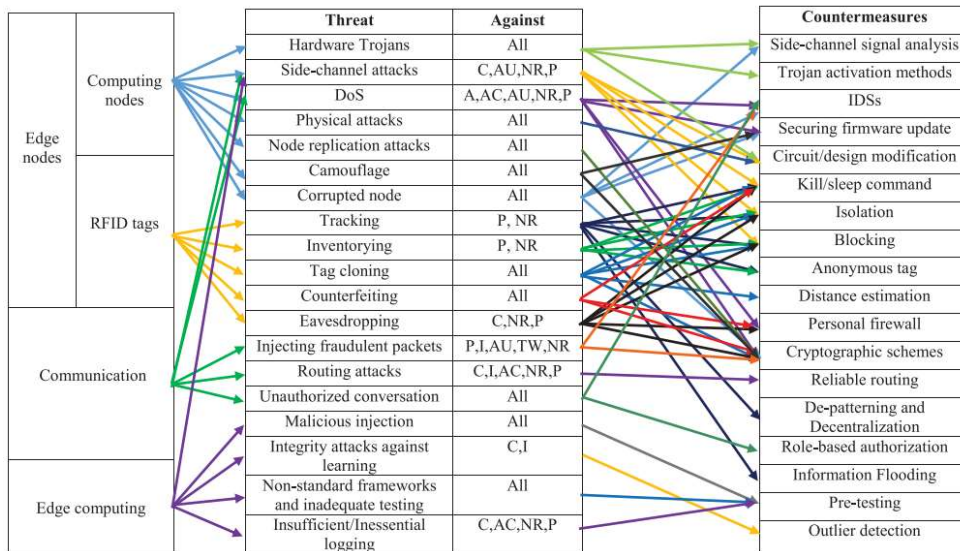 Edge
nodes
Computing
nodes
RFID tags
Communication
Edge computing
Threat
Against
Hardware Trojans
All
Side-channel attacks
C,AU,NR,P
DoS
A,AC,AU,NR,P
Physical attacks
All
Node replication attacks
All
Camouflage
All
Corrupted node
All
Tracking
P, NR
Inventorying
P, NR
Tag cloning
All
Counterfeiting
All
Eavesdropping
C,NR,P
Injecting fraudulent packets
P,I,AU,TW,NR
Routing attacks
C,I,AC,NR,P
Unauthorized conversation
All
Malicious injection
All
Integrity attacks against
learning
C,I
Non-standard frameworks
and inadequate testing
All
Insufficient/Inessential
logging
C,AC,NR,P
Countermeasures
Side-channel signal analysis
Trojan activation methods
IDSs
Securing firmware update
Circuit/design modification
Kill/sleep command
Isolation
Blocking
Anonymous tag
Distance estimation
Personal firewall
Cryptographic schemes
Reliable routing
De-patterning and
Decentralization
Role-based authorization
Information Flooding
Pre-testing
Outlier detection